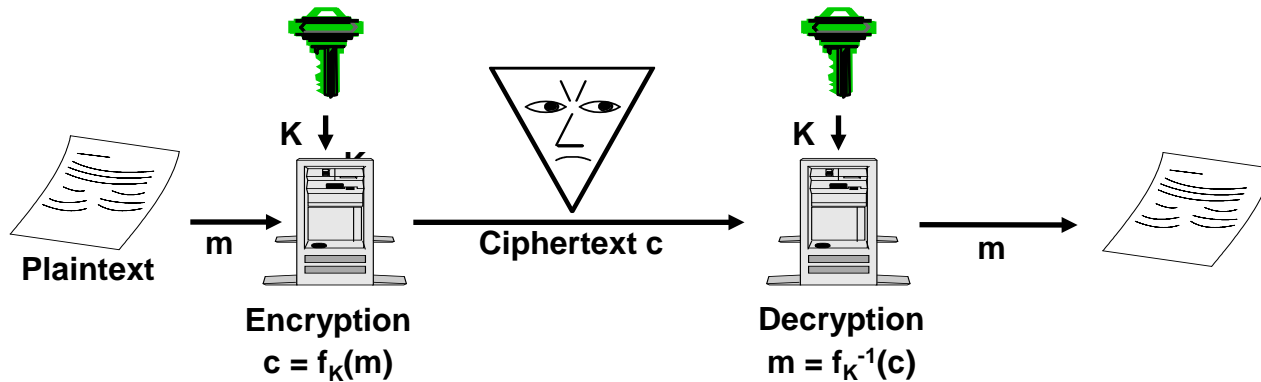 K
K
K
m
Ciphertext c
m
Plaintext
Encryption
c = f_K(m)
Decryption
m = f_K^-1(c)